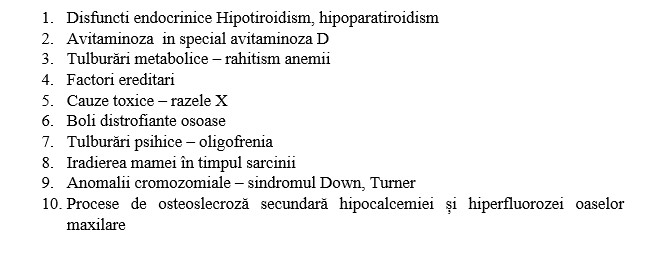 1. Disfuncti endocrinice Hipotiroidism, hipoparatiroidism
2. Avitaminoza in special avitaminoza D
3. Tulburări metabolice – rahitism anemii
4. Factori ereditari
5. Cauze toxice – razele X
6. Boli distrofiante osoase
7. Tulburări psihice – oligofrenia
8. Iradierea mamei în timpul sarcinii
9. Anomalii cromozomiale – sindromul Down, Turner
10. Procese de osteoslecroză secundară hipocalcemiei și hiperfluorozei oaselor
maxilare